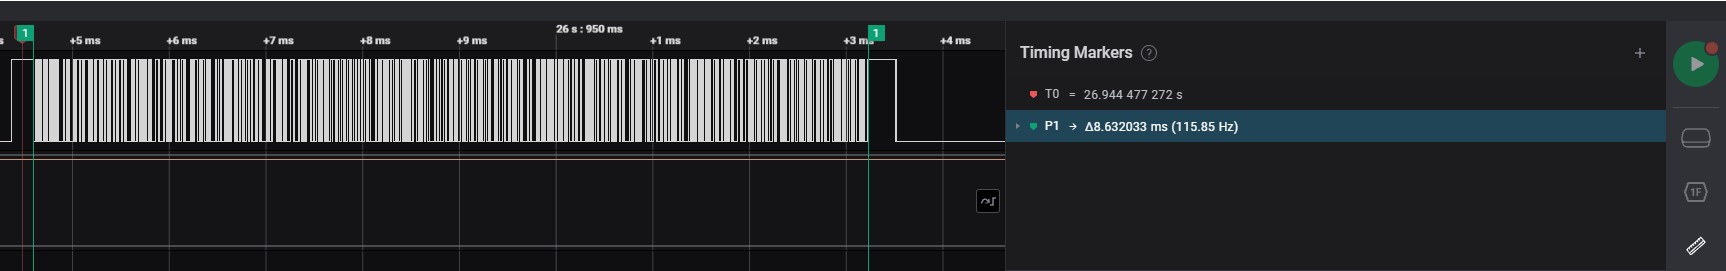 s
26 s : 950 ms
1
+5 ms
+6 ms
+7 ms
+8 ms
+9 ms
+1 ms
+2 ms
+3 m
1
+4 ms
Timing Markers ?
+
T0 = 26.944 477 272 s
P1 → Δ8.632033 ms (115.85 Hz)
1F